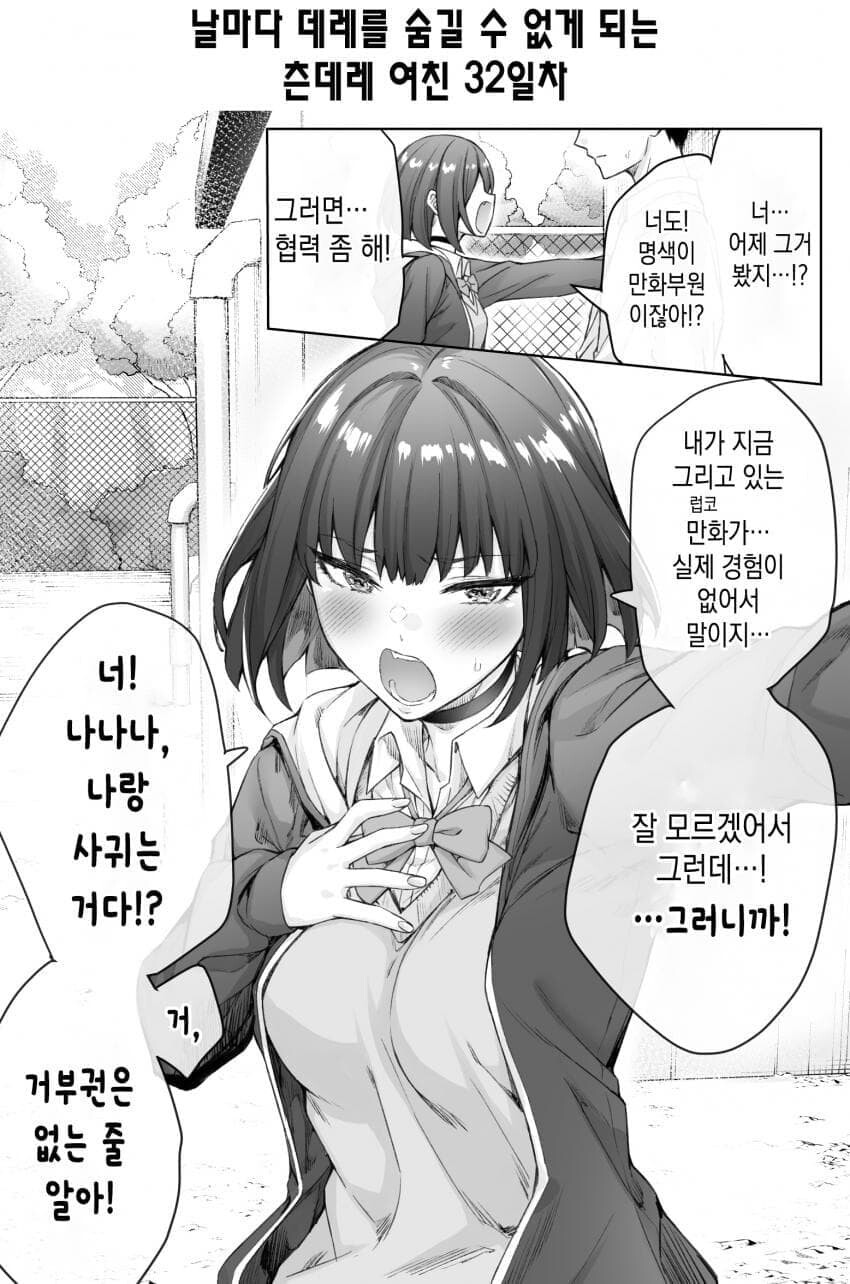 날마다 데레를 숨길 수 없게 되는
츤데레 여친 32일차
너…
어제 그거
봤지…!?
너도!
명색이
만화부원
이잖아!?
그러면…
협력 좀 해!
내가 지금
그리고 있는
럽코
만화가…
실제 경험이
없어서
말이지…
잘 모르겠어서
그런데…!
…그러니까!
너!
나나나,
나랑
사귀는
거다!?
거,
거부권은
없는 줄
알아!